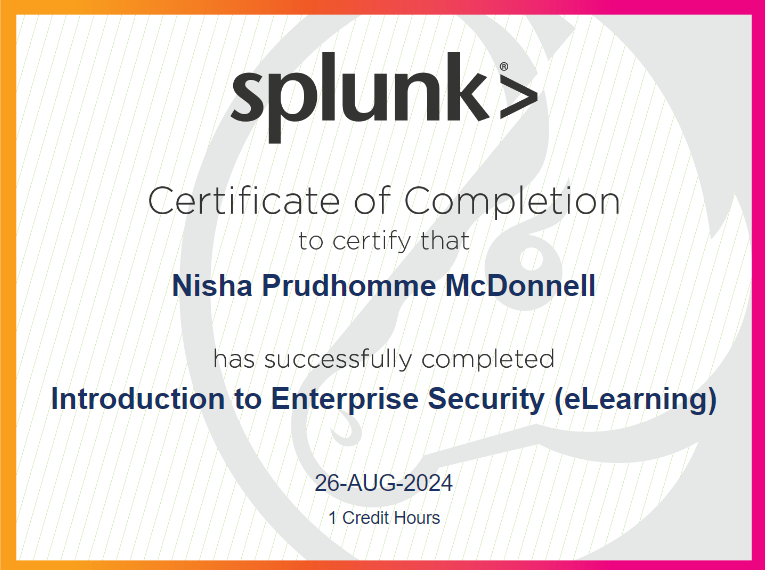 splunk>®
Certificate of Completion
to certify that
Nisha Prudhomme McDonnell
has successfully completed
Introduction to Enterprise Security (eLearning)
26-AUG-2024
1 Credit Hours